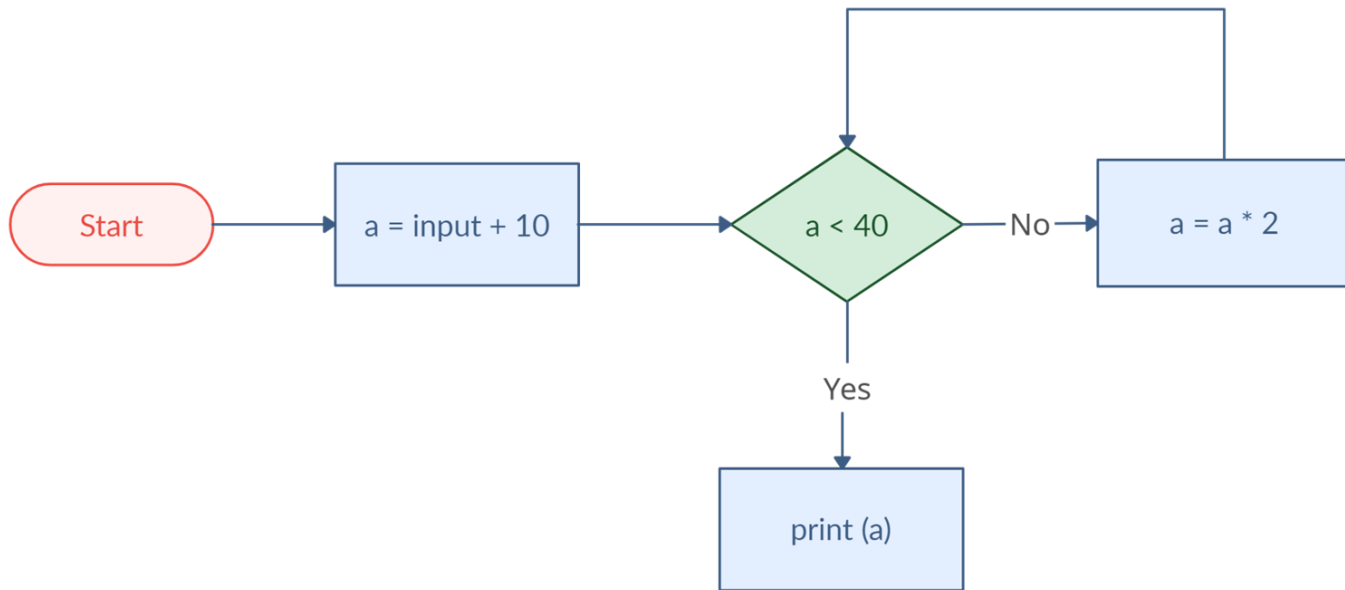 Start
a = input + 10
a < 40
No
a = a * 2
Yes
print (a)